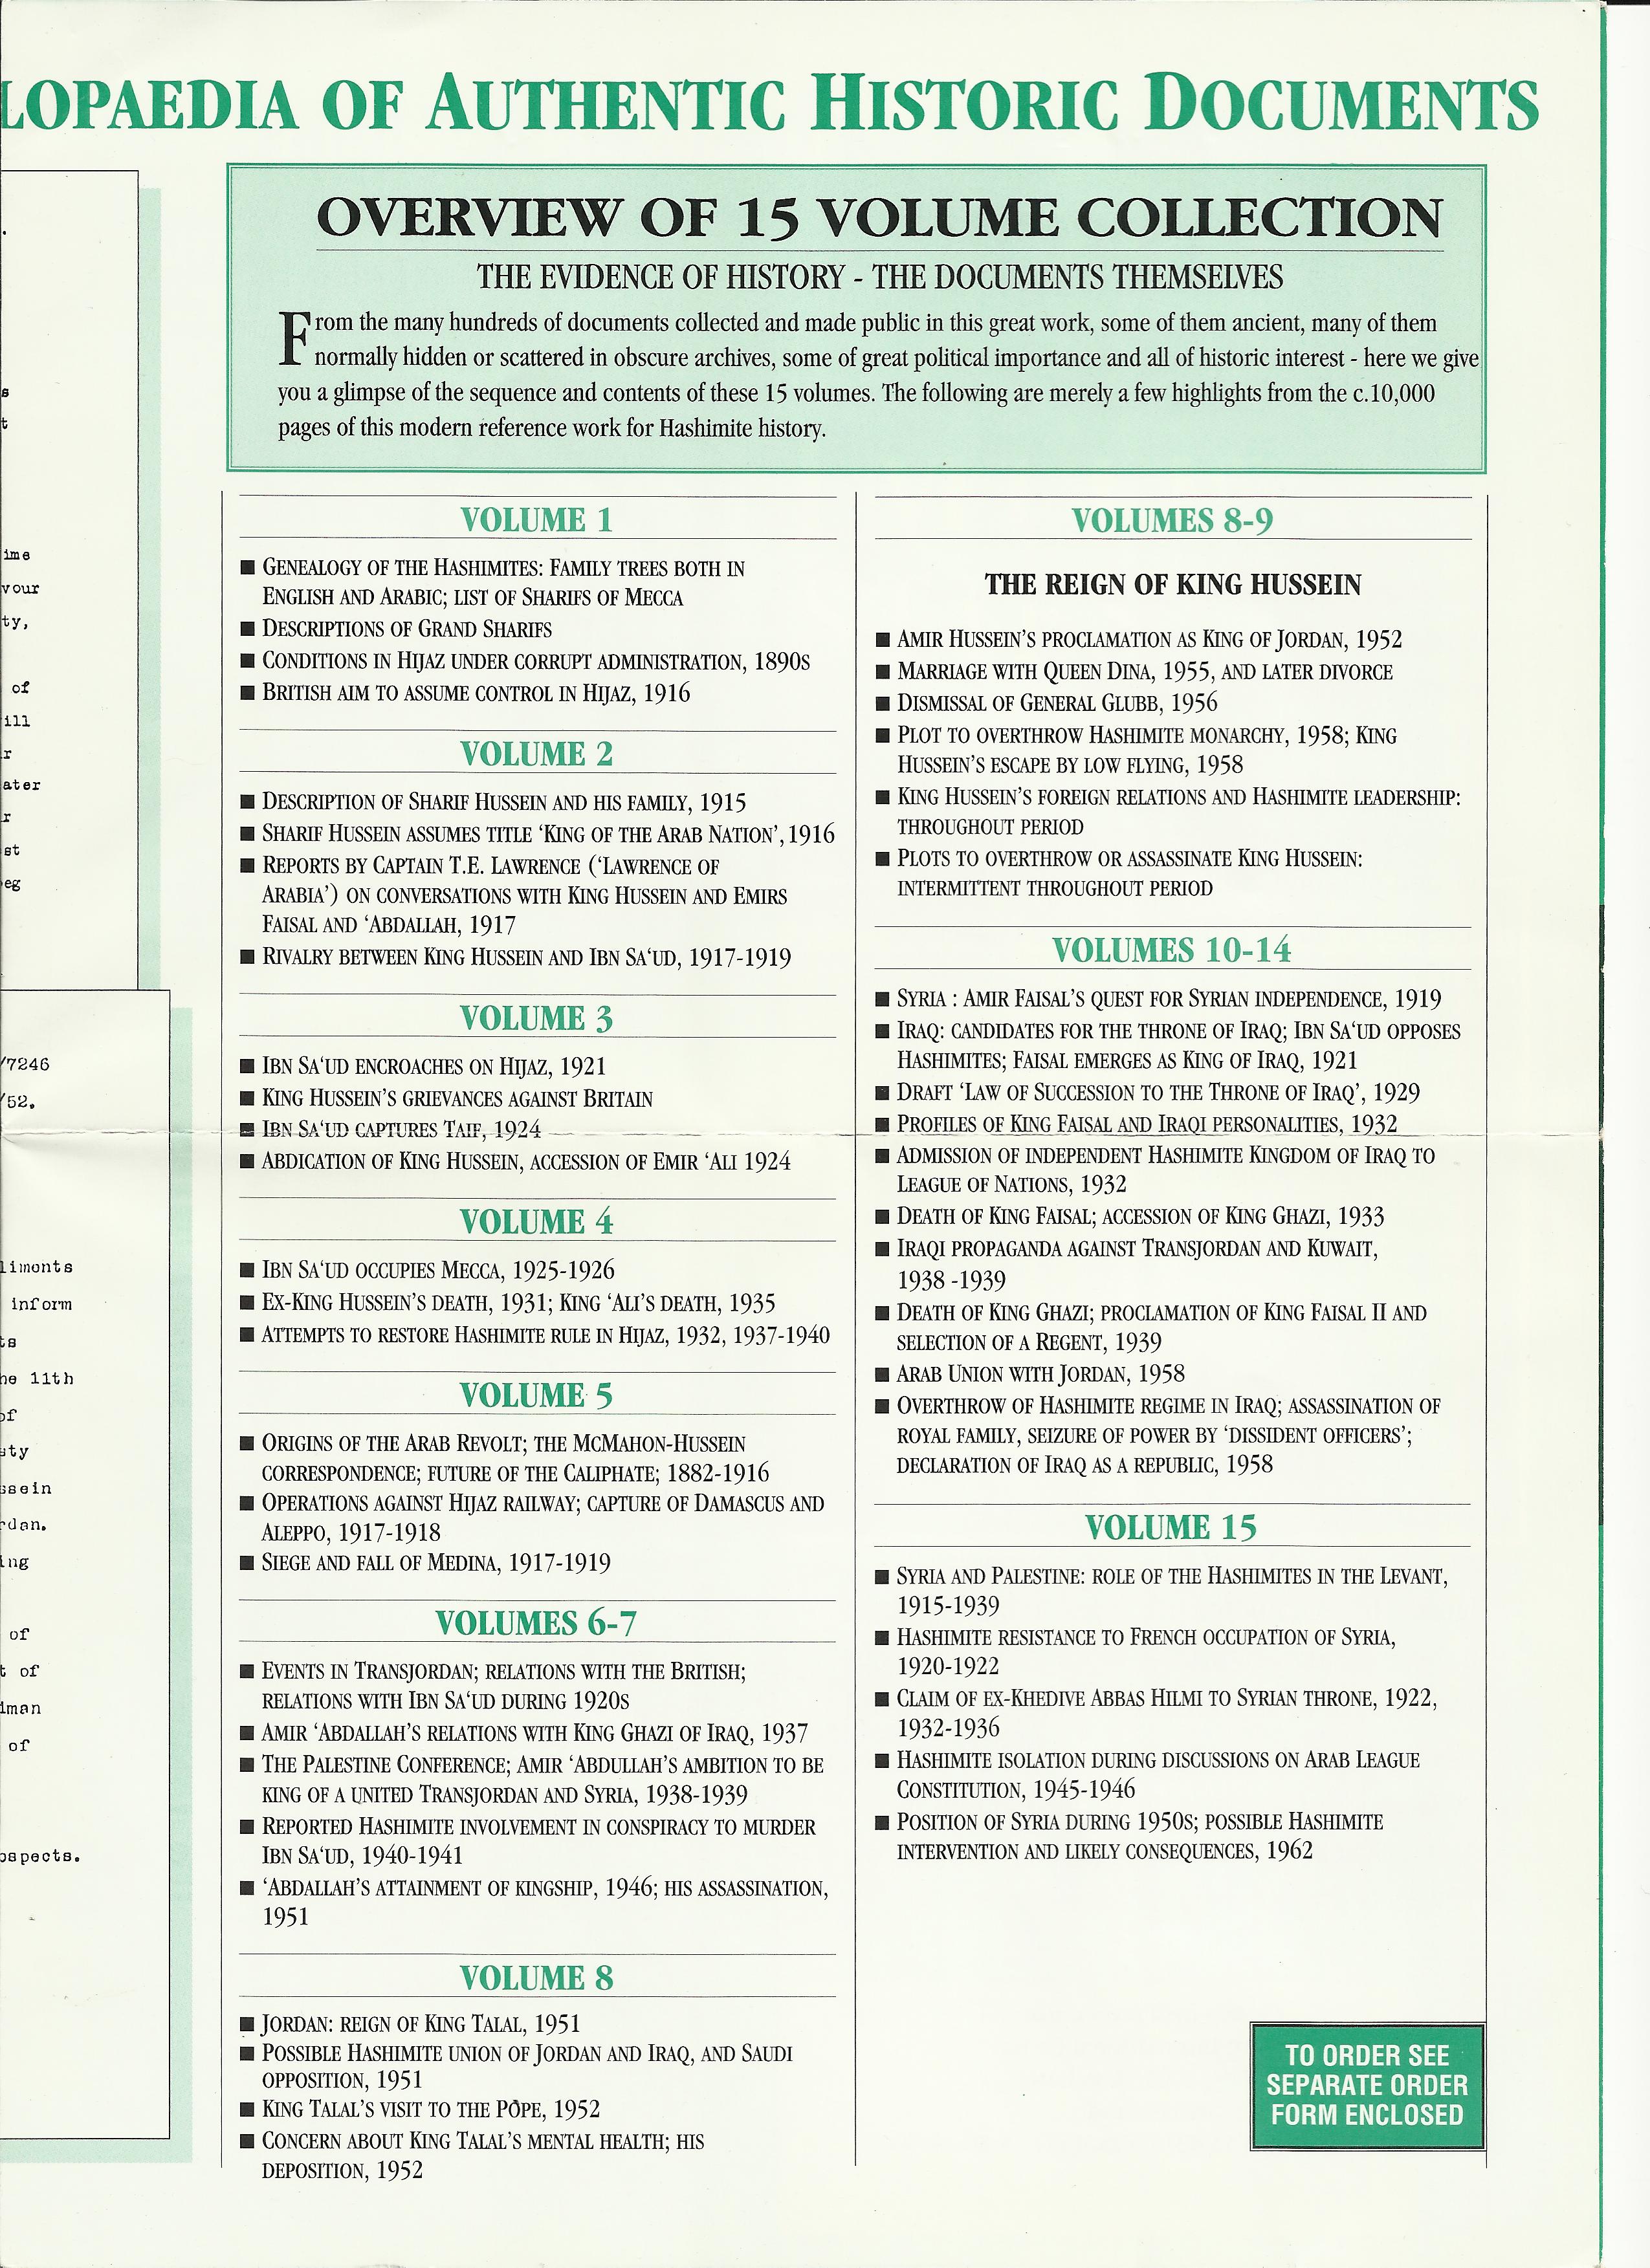 LOPAEDIA OF AUTHENTIC HISTORIC DOCUMENTS
OVERVIEW OF 15 VOLUME COLLECTION
THE EVIDENCE OF HISTORY - THE DOCUMENTS THEMSELVES
From the many hundreds of documents collected and made public in this great work, some of them ancient, many of them
normally hidden or scattered in obscure archives, some of great political importance and all of historic interest - here we give
you a glimpse of the sequence and contents of these 15 volumes. The following are merely a few highlights from the c.10,000
pages of this modern reference work for Hashimite history.
VOLUME 1
■ GENEALOGY OF THE HASHIMITES: FAMILY TREES BOTH IN
ENGLISH AND ARABIC; LIST OF SHARIFS OF MECCA
■ DESCRIPTIONS OF GRAND SHARIFS
■ CONDITIONS IN HIJAZ UNDER CORRUPT ADMINISTRATION, 1890S
■ BRITISH AIM TO ASSUME CONTROL IN HIJAZ, 1916
VOLUME 2
■ DESCRIPTION OF SHARIF HUSSEIN AND HIS FAMILY, 1915
■ SHARIF HUSSEIN ASSUMES TITLE ‘KING OF THE ARAB NATION’, 1916
■ REPORTS BY CAPTAIN T.E. LAWRENCE (‘LAWRENCE OF
ARABIA’) ON CONVERSATIONS WITH KING HUSSEIN AND EMIRS
FAISAL AND ‘ABDALLAH, 1917
■ RIVALRY BETWEEN KING HUSSEIN AND IBN SA‘UD, 1917-1919
VOLUME 3
■ IBN SA‘UD ENCROACHES ON HIJAZ, 1921
■ KING HUSSEIN’S GRIEVANCES AGAINST BRITAIN
■ IBN SA‘UD CAPTURES TAIF, 1924
■ ABDICATION OF KING HUSSEIN, ACCESSION OF EMIR ‘ALI 1924
VOLUME 4
■ IBN SA‘UD OCCUPIES MECCA, 1925-1926
■ EX-KING HUSSEIN’S DEATH, 1931; KING ‘ALI’S DEATH, 1935
■ ATTEMPTS TO RESTORE HASHIMITE RULE IN HIJAZ, 1932, 1937-1940
VOLUME 5
■ ORIGINS OF THE ARAB REVOLT; THE MCMAHON-HUSSEIN
CORRESPONDENCE; FUTURE OF THE CALIPHATE; 1882-1916
■ OPERATIONS AGAINST HIJAZ RAILWAY; CAPTURE OF DAMASCUS AND
ALEPPO, 1917-1918
■ SIEGE AND FALL OF MEDINA, 1917-1919
VOLUMES 6-7
■ EVENTS IN TRANSJORDAN; RELATIONS WITH THE BRITISH;
RELATIONS WITH IBN SA‘UD DURING 1920S
■ AMIR ‘ABDALLAH’S RELATIONS WITH KING GHAZI OF IRAQ, 1937
■ THE PALESTINE CONFERENCE; AMIR ‘ABDULLAH’S AMBITION TO BE
KING OF A UNITED TRANSJORDAN AND SYRIA, 1938-1939
■ REPORTED HASHIMITE INVOLVEMENT IN CONSPIRACY TO MURDER
IBN SA‘UD, 1940-1941
■ ‘ABDALLAH’S ATTAINMENT OF KINGSHIP, 1946; HIS ASSASSINATION,
1951
VOLUME 8
■ JORDAN: REIGN OF KING TALAL, 1951
■ POSSIBLE HASHIMITE UNION OF JORDAN AND IRAQ, AND SAUDI
OPPOSITION, 1951
■ KING TALAL’S VISIT TO THE POPE, 1952
■ CONCERN ABOUT KING TALAL’S MENTAL HEALTH; HIS
DEPOSITION, 1952
VOLUMES 8-9
THE REIGN OF KING HUSSEIN
■ AMIR HUSSEIN’S PROCLAMATION AS KING OF JORDAN, 1952
■ MARRIAGE WITH QUEEN DINA, 1955, AND LATER DIVORCE
■ DISMISSAL OF GENERAL GLUBB, 1956
■ PLOT TO OVERTHROW HASHIMITE MONARCHY, 1958; KING
HUSSEIN’S ESCAPE BY LOW FLYING, 1958
■ KING HUSSEIN’S FOREIGN RELATIONS AND HASHIMITE LEADERSHIP:
THROUGHOUT PERIOD
■ PLOTS TO OVERTHROW OR ASSASSINATE KING HUSSEIN:
INTERMITTENT THROUGHOUT PERIOD
VOLUMES 10-14
■ SYRIA : AMIR FAISAL’S QUEST FOR SYRIAN INDEPENDENCE, 1919
■ IRAQ: CANDIDATES FOR THE THRONE OF IRAQ; IBN SA‘UD OPPOSES
HASHIMITES; FAISAL EMERGES AS KING OF IRAQ, 1921
■ DRAFT ‘LAW OF SUCCESSION TO THE THRONE OF IRAQ’, 1929
■ PROFILES OF KING FAISAL AND IRAQI PERSONALITIES, 1932
■ ADMISSION OF INDEPENDENT HASHIMITE KINGDOM OF IRAQ TO
LEAGUE OF NATIONS, 1932
■ DEATH OF KING FAISAL; ACCESSION OF KING GHAZI, 1933
■ IRAQI PROPAGANDA AGAINST TRANSJORDAN AND KUWAIT,
1938 -1939
■ DEATH OF KING GHAZI; PROCLAMATION OF KING FAISAL II AND
SELECTION OF A REGENT, 1939
■ ARAB UNION WITH JORDAN, 1958
■ OVERTHROW OF HASHIMITE REGIME IN IRAQ; ASSASSINATION OF
ROYAL FAMILY, SEIZURE OF POWER BY ‘DISSIDENT OFFICERS’;
DECLARATION OF IRAQ AS A REPUBLIC, 1958
VOLUME 15
■ SYRIA AND PALESTINE: ROLE OF THE HASHIMITES IN THE LEVANT,
1915-1939
■ HASHIMITE RESISTANCE TO FRENCH OCCUPATION OF SYRIA,
1920-1922
■ CLAIM OF EX-KHEDIVE ABBAS HILMI TO SYRIAN THRONE, 1922,
1932-1936
■ HASHIMITE ISOLATION DURING DISCUSSIONS ON ARAB LEAGUE
CONSTITUTION, 1945-1946
■ POSITION OF SYRIA DURING 1950S; POSSIBLE HASHIMITE
INTERVENTION AND LIKELY CONSEQUENCES, 1962
TO ORDER SEE
SEPARATE ORDER
FORM ENCLOSED
of
7246
52.
inform
11th
of
of
of
of